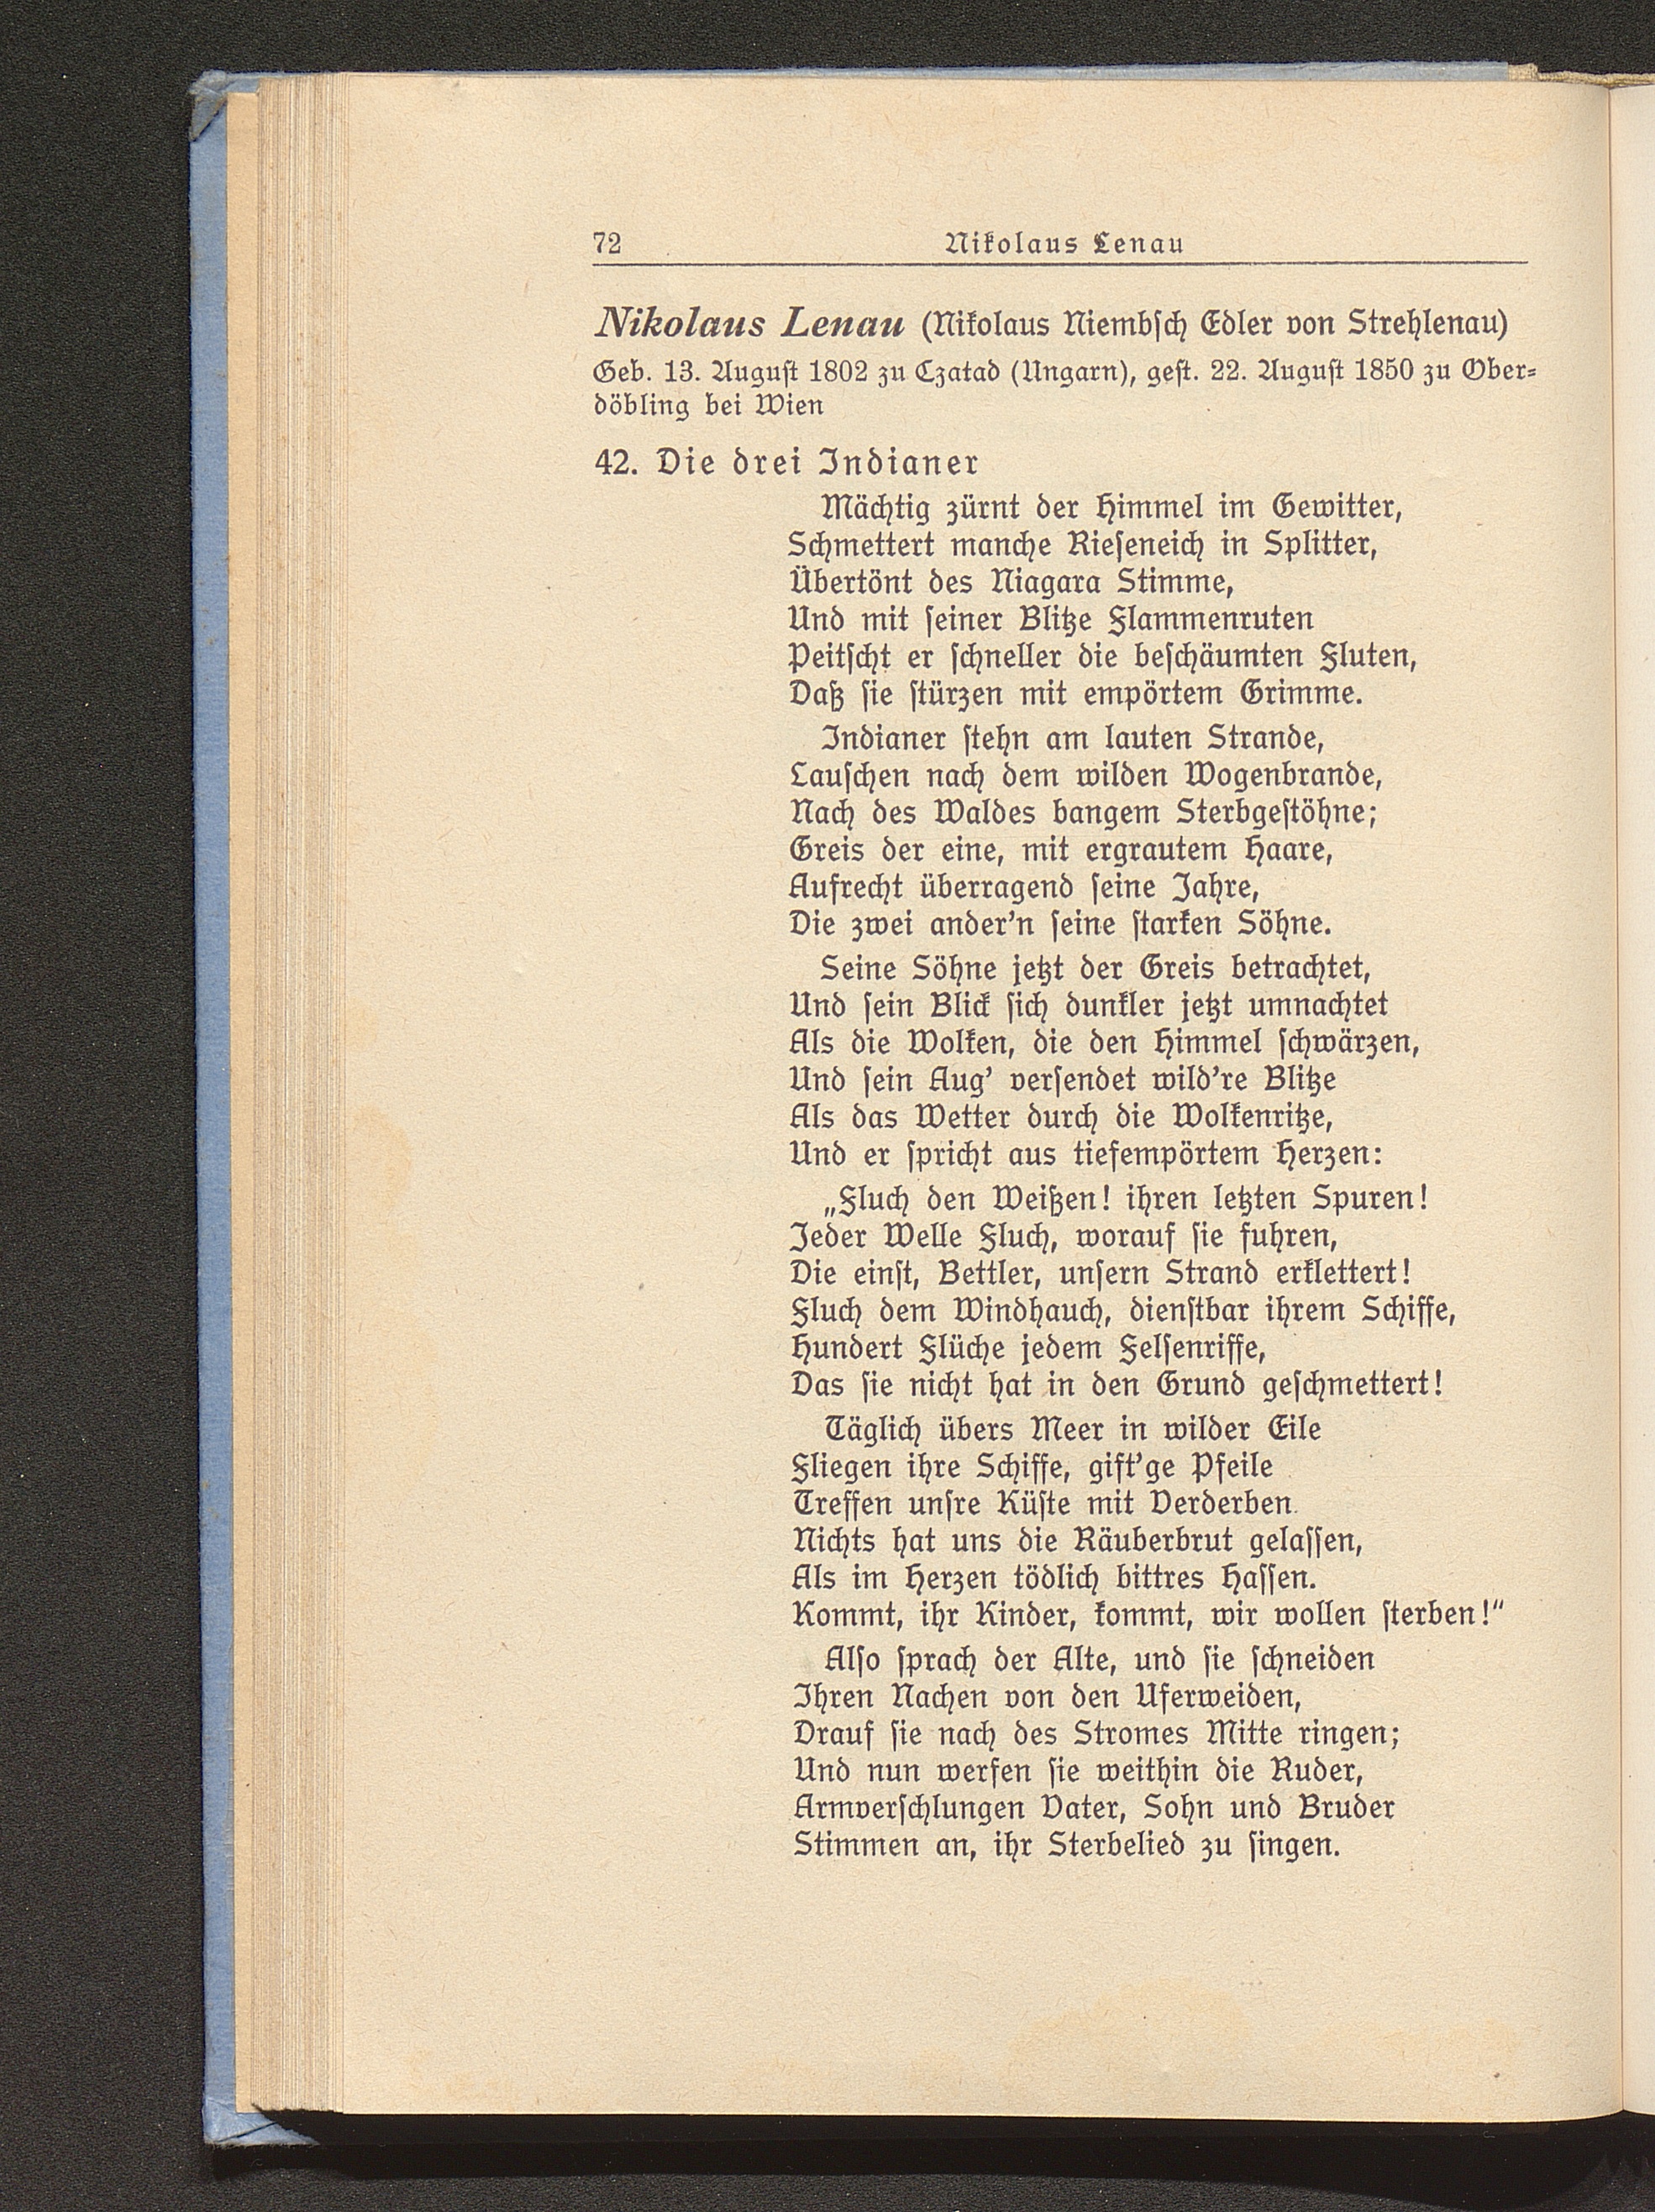 72 Nikolaus Lenau
Nikolaus Lenau (Nikolaus Niembsch Edler von Strehlenau)
Geb. 13. August 1802 zu Czatad (Ungarn), gest. 22. August 1850 zu Ober-
döbling bei Wien
42. Die drei Indianer
Mächtig zürnt der Himmel im Gewitter,
Schmettert manche Rieseneich in Splitter,
Übertönt des Niagara Stimme,
Und mit seiner Blitze Flammenruten
Peitscht er schneller die beschäumten Fluten,
Daß sie stürzen mit empörtem Grimme.
Indianer stehn am lauten Strande,
Lauschen nach dem wilden Wogenbrande,
Nach des Waldes bangem Sterbgestöhne;
Greis der eine, mit ergrautem Haare,
Aufrecht überragend seine Jahre,
Die zwei ander'n seine starken Söhne.
Seine Söhne jetzt der Greis betrachtet,
Und sein Blick sich dunkler jetzt umnachtet
Als die Wolken, die den Himmel schwärzen,
Und sein Aug' versendet wild're Blitze
Als das Wetter durch die Wolkenritze,
Und er spricht aus tiefempörtem Herzen:
„Fluch den Weißen! ihren letzten Spuren!
Jeder Welle Fluch, worauf sie fuhren,
Die einst, Bettler, unsern Strand erklettert!
Fluch dem Windhauch, dienstbar ihrem Schiffe,
Hundert Flüche jedem Felsenriffe,
Das sie nicht hat in den Grund geschmettert!
Täglich übers Meer in wilder Eile
Fliegen ihre Schiffe, gift'ge Pfeile
Treffen unsre Küste mit Verderben.
Nichts hat uns die Räuberbrut gelassen,
Als im Herzen tödlich bittres Hassen.
Kommt, ihr Kinder, kommt, wir wollen sterben!“
Also sprach der Alte, und sie schneiden
Ihren Nachen von den Uferweiden,
Drauf sie nach des Stromes Mitte ringen;
Und nun werfen sie weithin die Ruder,
Armverschlungen Vater, Sohn und Bruder
Stimmen an, ihr Sterbelied zu singen.